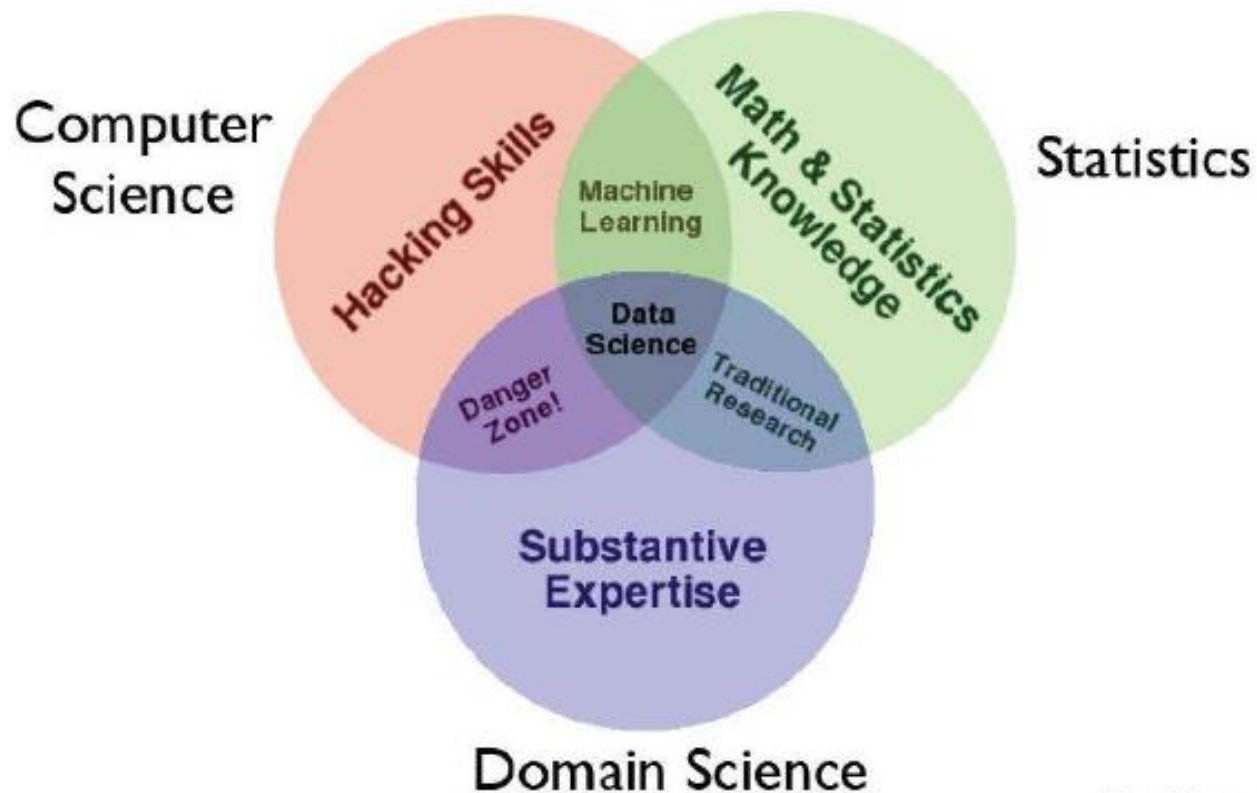 Computer
Science
Hacking Skills
Machine
Learning
Math & Statistics
Knowledge
Statistics
Data
Science
Danger
Zone!
Traditional
Research
Substantive
Expertise
Domain Science